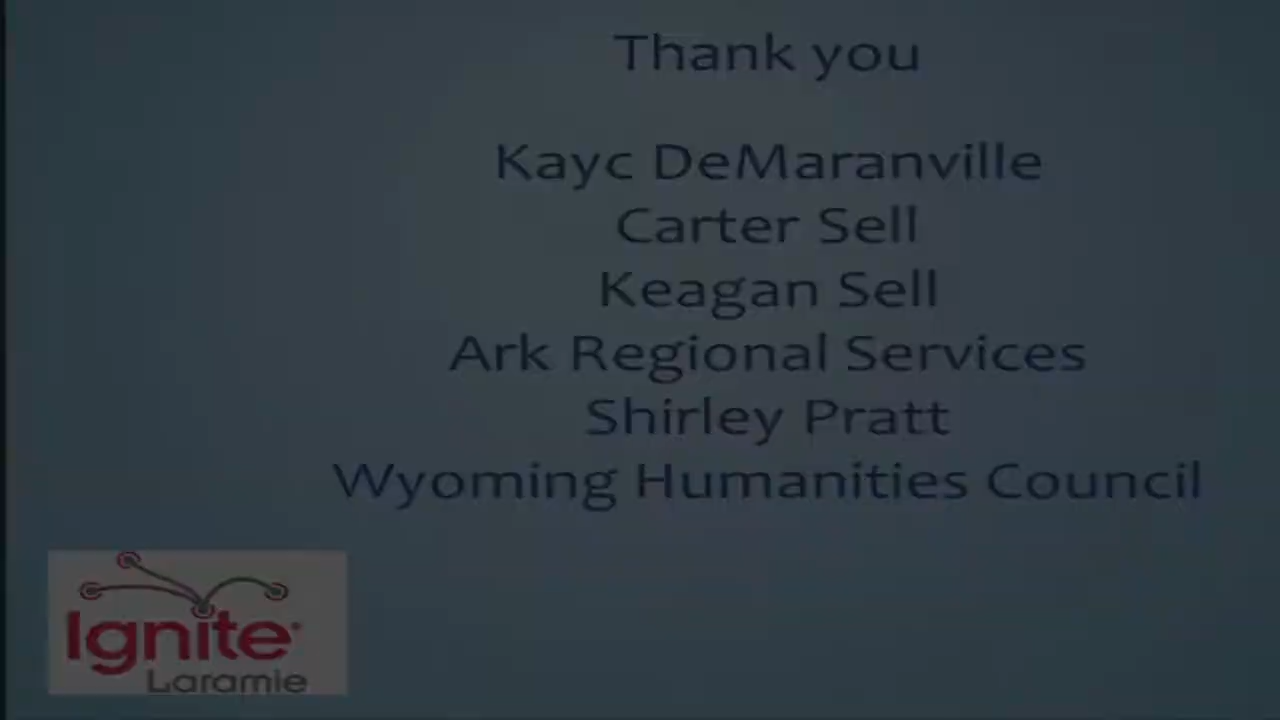 Thank you
Kayc DeMaranville
Carter Sell
Keagan Sell
Ark Regional Services
Shirley Pratt
Wyoming Humanities Council
Ignite
Laramie